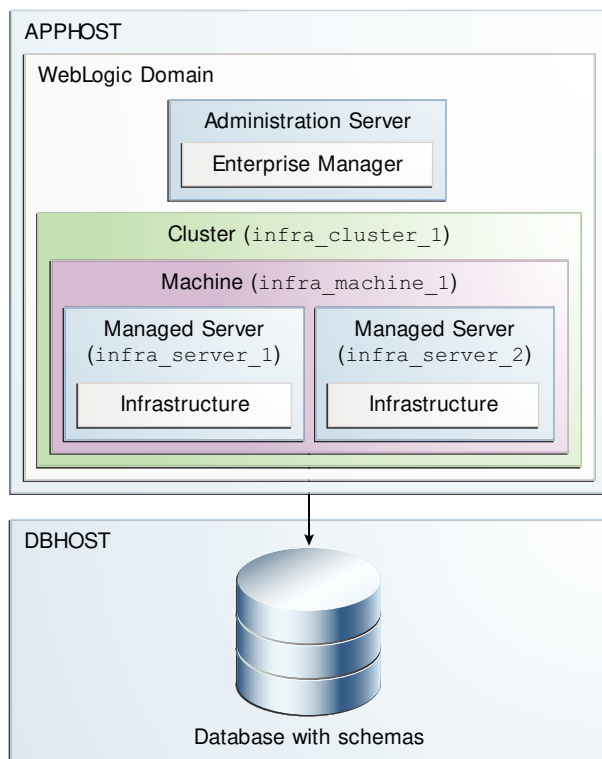 APPHOST
WebLogic Domain
Administration Server
Enterprise Manager
Cluster (infra_cluster_1)
Machine (infra_machine_1)
Managed Server
(infra_server_1)
Infrastructure
Managed Server
(infra_server_2)
Infrastructure
DBHOST
Database with schemas